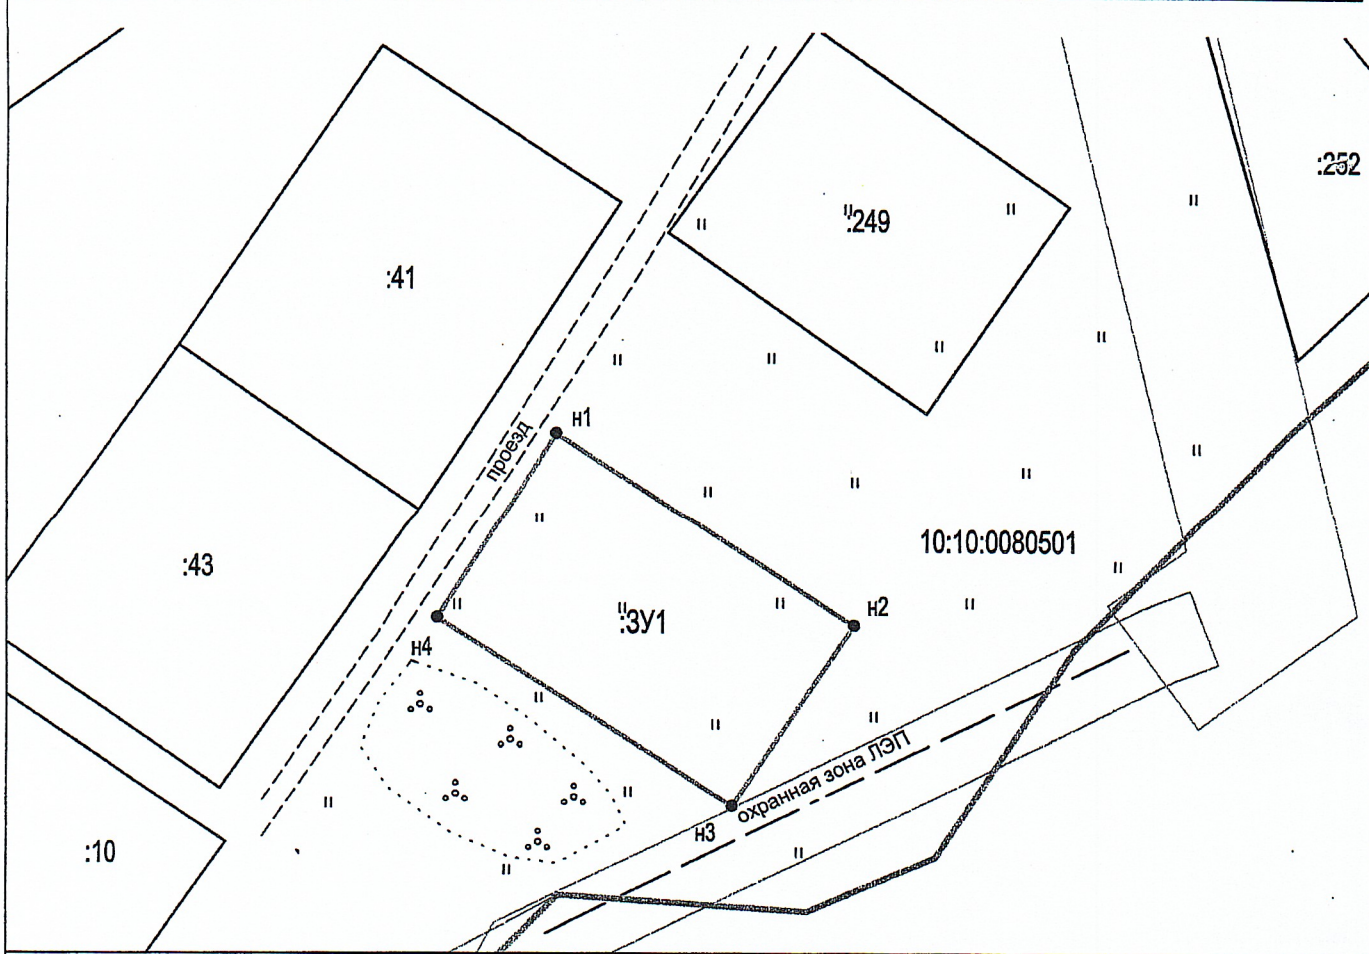 :252
:249
:41
н1
проезд
10:10:0080501
:43
н2
:ЗУ1
н4
охранная зона ЛЭП
н3
:10